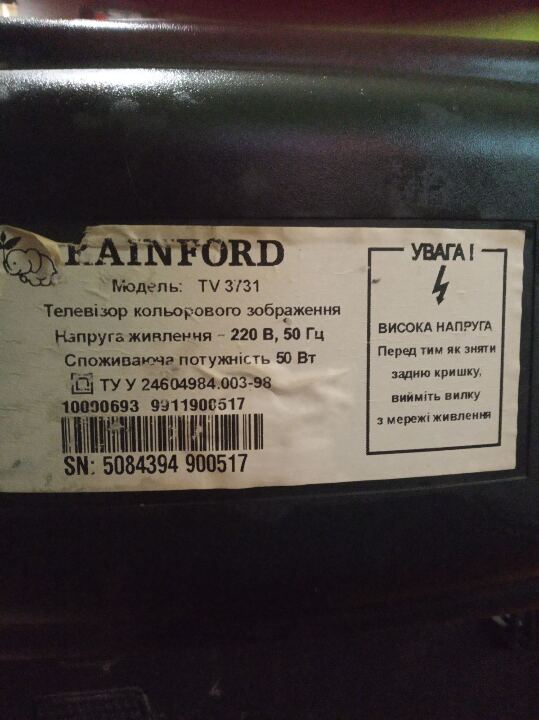 RAINFORD
Модель: TV 3731
Телевізор кольорового зображення
Напруга живлення - 220 В, 50 Гц
Споживаюча потужність 50 Вт
ТУ У 24604984.003-98
10000693 9911900517
SN: 5084394 900517
УВАГА !
ВИСОКА НАПРУГА
Перед тим як зняти
задню кришку,
вийміть вилку
з мережі живлення